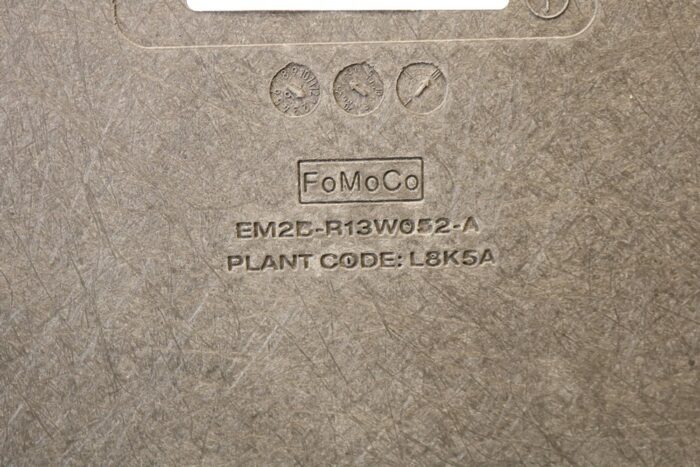 FoMoCo
EM2B-R13W052-A
PLANT CODE: L8K5A